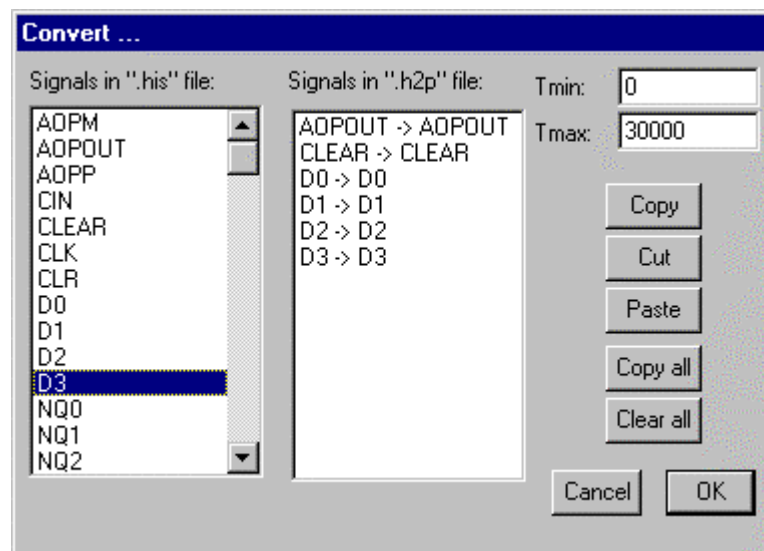 Convert ...
Signals in ".his" file:
AOPM
AOPOUT
AOPP
CIN
CLEAR
CLK
CLR
D0
D1
D2
D3
NQ0
NQ1
NQ2
Signals in ".h2p" file:
AOPOUT -> AOPOUT
CLEAR -> CLEAR
D0 -> D0
D1 -> D1
D2 -> D2
D3 -> D3
Tmin: 0
Tmax: 30000
Copy
Cut
Paste
Copy all
Clear all
Cancel OK